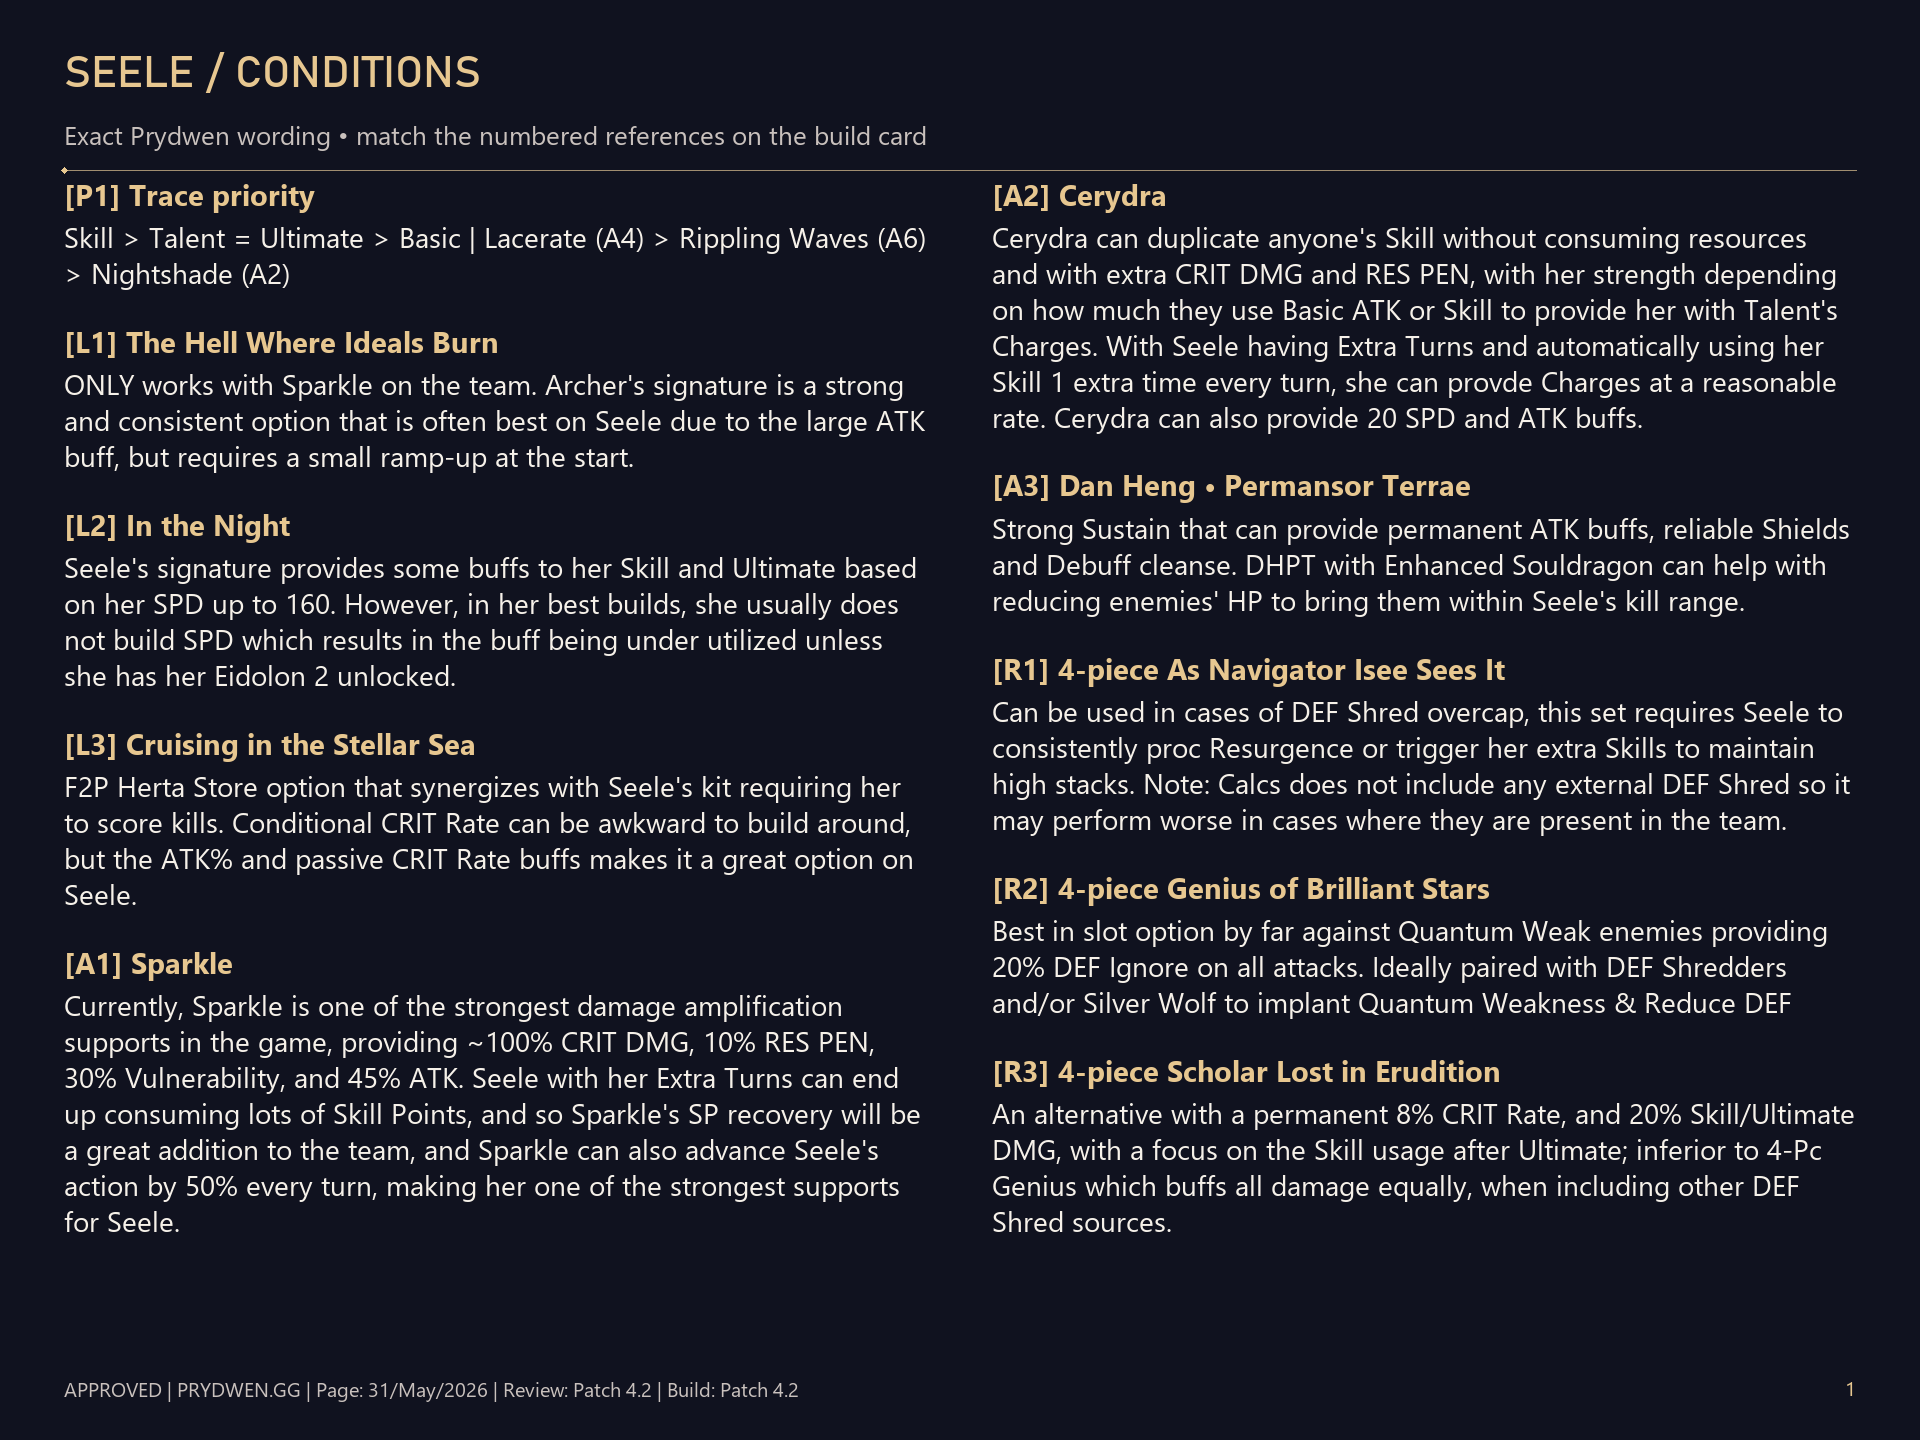 SEELE / CONDITIONS
Exact Prydwen wording • match the numbered references on the build card
[P1] Trace priority
Skill > Talent = Ultimate > Basic | Lacerate (A4) > Rippling Waves (A6)
> Nightshade (A2)
[L1] The Hell Where Ideals Burn
ONLY works with Sparkle on the team. Archer's signature is a strong
and consistent option that is often best on Seele due to the large ATK
buff, but requires a small ramp-up at the start.
[L2] In the Night
Seele's signature provides some buffs to her Skill and Ultimate based
on her SPD up to 160. However, in her best builds, she usually does
not build SPD which results in the buff being under utilized unless
she has her Eidolon 2 unlocked.
[L3] Cruising in the Stellar Sea
F2P Herta Store option that synergizes with Seele's kit requiring her
to score kills. Conditional CRIT Rate can be awkward to build around,
but the ATK% and passive CRIT Rate buffs makes it a great option on
Seele.
[A1] Sparkle
Currently, Sparkle is one of the strongest damage amplification
supports in the game, providing ~100% CRIT DMG, 10% RES PEN,
30% Vulnerability, and 45% ATK. Seele with her Extra Turns can end
up consuming lots of Skill Points, and so Sparkle's SP recovery will be
a great addition to the team, and Sparkle can also advance Seele's
action by 50% every turn, making her one of the strongest supports
for Seele.
[A2] Cerydra
Cerydra can duplicate anyone's Skill without consuming resources
and with extra CRIT DMG and RES PEN, with her strength depending
on how much they use Basic ATK or Skill to provide her with Talent's
Charges. With Seele having Extra Turns and automatically using her
Skill 1 extra time every turn, she can provde Charges at a reasonable
rate. Cerydra can also provide 20 SPD and ATK buffs.
[A3] Dan Heng • Permansor Terrae
Strong Sustain that can provide permanent ATK buffs, reliable Shields
and Debuff cleanse. DHPT with Enhanced Souldragon can help with
reducing enemies' HP to bring them within Seele's kill range.
[R1] 4-piece As Navigator Isee Sees It
Can be used in cases of DEF Shred overcap, this set requires Seele to
consistently proc Resurgence or trigger her extra Skills to maintain
high stacks. Note: Calcs does not include any external DEF Shred so it
may perform worse in cases where they are present in the team.
[R2] 4-piece Genius of Brilliant Stars
Best in slot option by far against Quantum Weak enemies providing
20% DEF Ignore on all attacks. Ideally paired with DEF Shredders
and/or Silver Wolf to implant Quantum Weakness & Reduce DEF
[R3] 4-piece Scholar Lost in Erudition
An alternative with a permanent 8% CRIT Rate, and 20% Skill/Ultimate
DMG, with a focus on the Skill usage after Ultimate; inferior to 4-Pc
Genius which buffs all damage equally, when including other DEF
Shred sources.
APPROVED | PRYDWEN.GG | Page: 31/May/2026 | Review: Patch 4.2 | Build: Patch 4.2
1